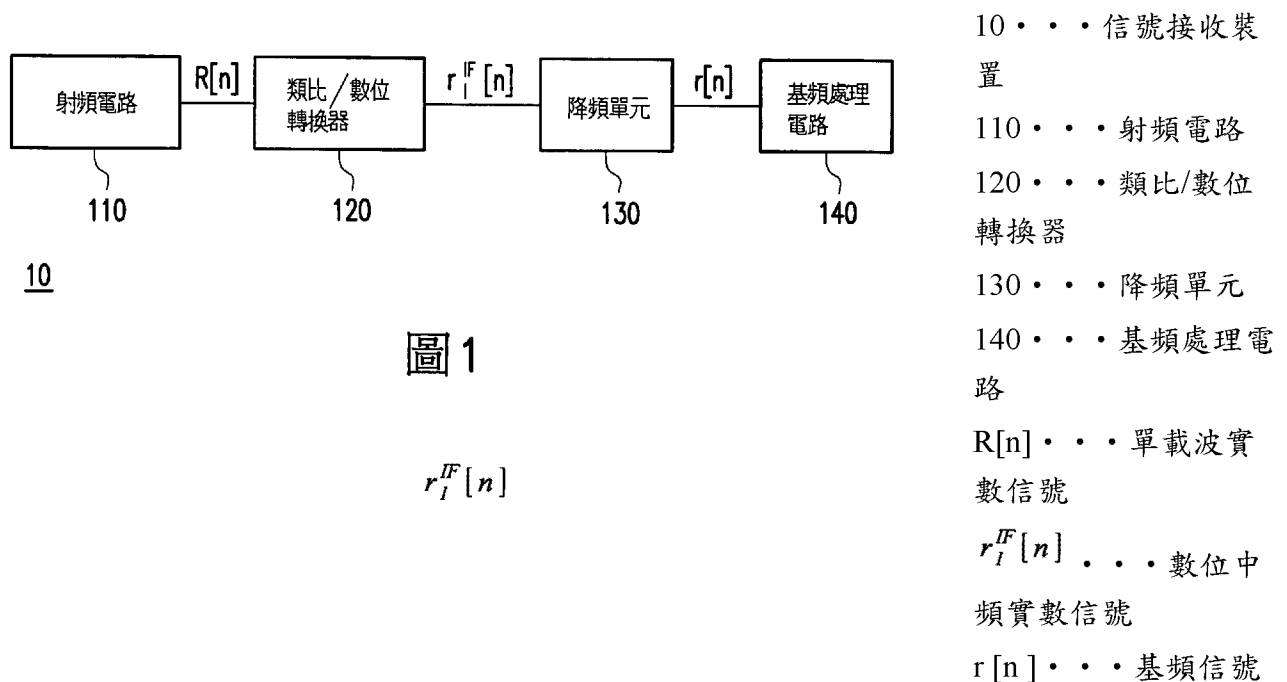 射頻電路
R[n]
類比/數位
轉換器
r_I^IF[n]
降頻單元
r[n]
基頻處理
電路
110
120
130
140
10
圖1
r_I^IF[n]
10・・・信號接收裝
置
110・・・射頻電路
120・・・類比/數位
轉換器
130・・・降頻單元
140・・・基頻處理電
路
R[n]・・・單載波實
數信號
r_I^IF[n]・・・數位中
頻實數信號
r [n ]・・・基頻信號